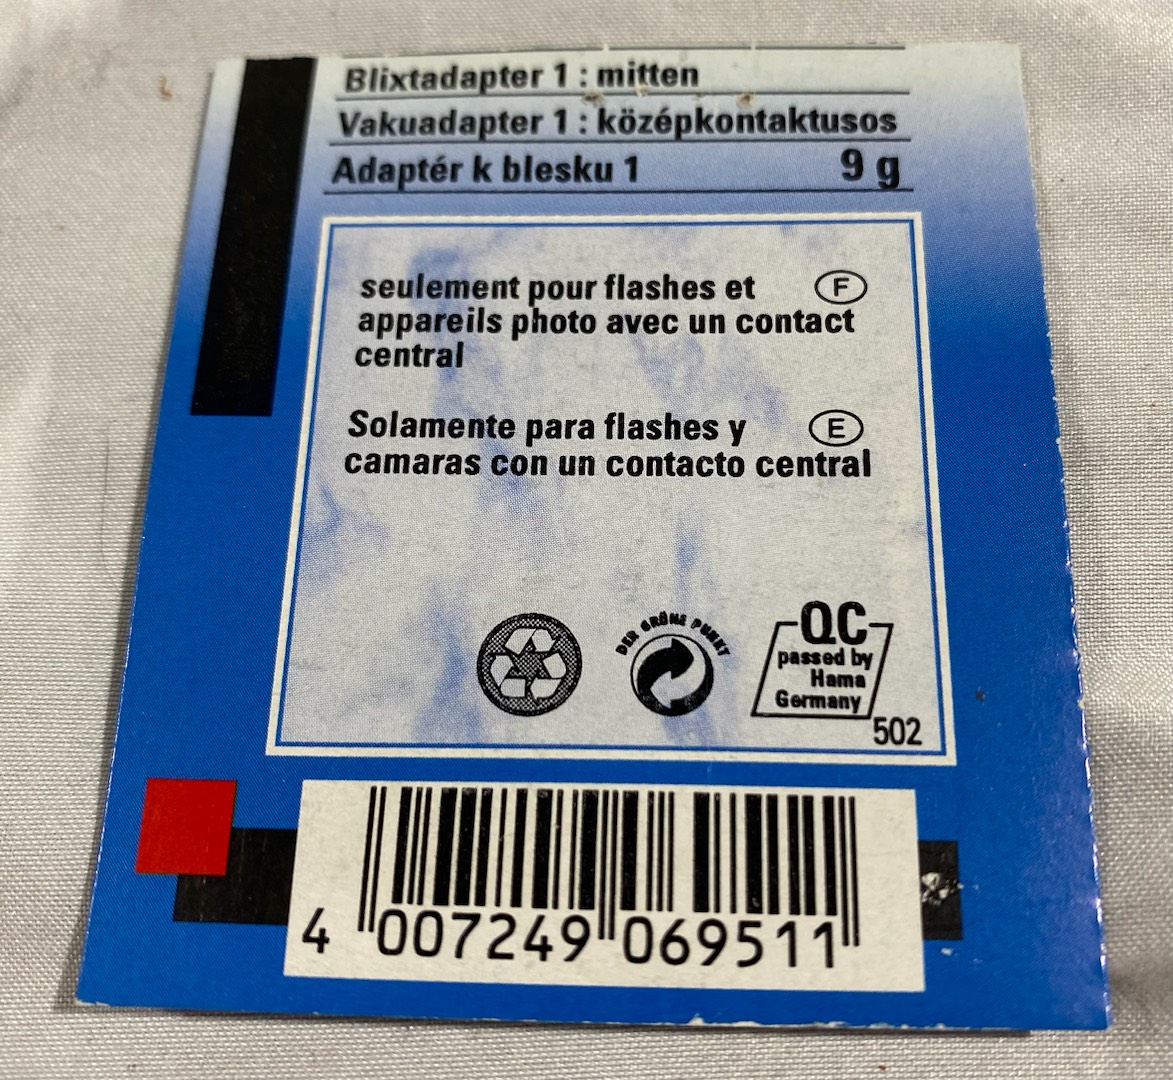 Blixtadapter 1 : mitten
Vakuadapter 1 : középkontaktusos
Adaptér k blesku 1 9 g
seulement pour flashes et F
appareils photo avec un contact
central
Solamente para flashes y E
camaras con un contacto central
DER GRÜNE PUNKT
QC
passed by
Hama
Germany
502
4 007249 069511